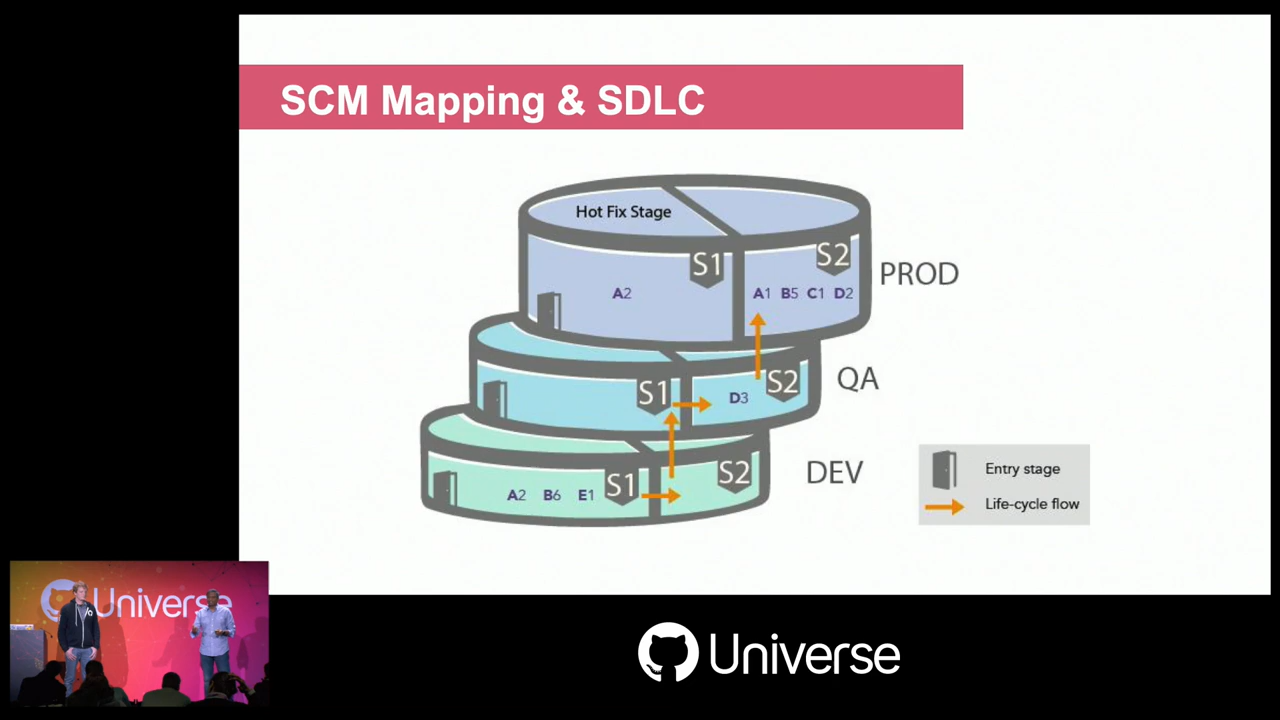 SCM Mapping & SDLC
Hot Fix Stage
S1
S2
A2
A1 B5 C1 D2
PROD
S1
S2
D3
QA
A2 B6 E1
S1
S2
DEV
Entry stage
Life-cycle flow
Universe
Universe